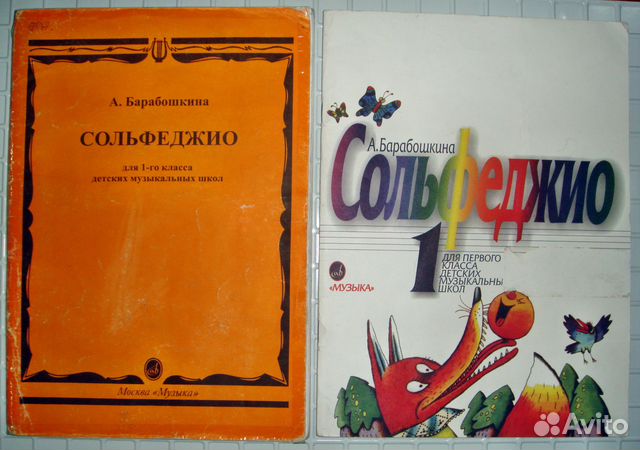 А. Барабошкина
СОЛЬФЕДЖИО
для 1-го класса
детских музыкальных школ
Москва «Музыка»
А.Барабошкина
Сольфеджио
1
ДЛЯ ПЕРВОГО
КЛАССА
ДЕТСКИХ
МУЗЫКАЛЬНЫ
ШКОЛ
«МУЗЫКА»
Avito